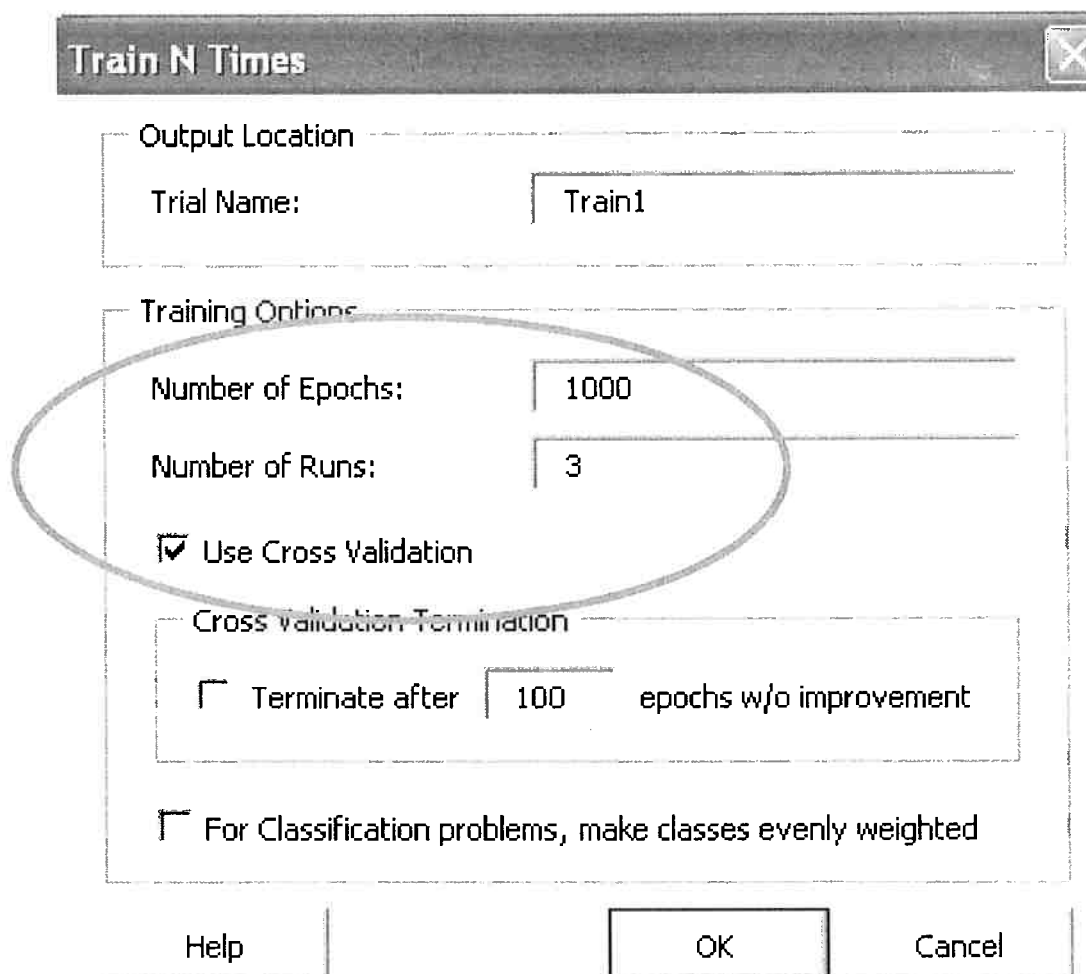 Train N Times
Output Location
Trial Name: Train1
Training Options
Number of Epochs: 1000
Number of Runs: 3
Use Cross Validation
Cross Validation Termination
Terminate after 100 epochs w/o improvement
For Classification problems, make classes evenly weighted
Help OK Cancel